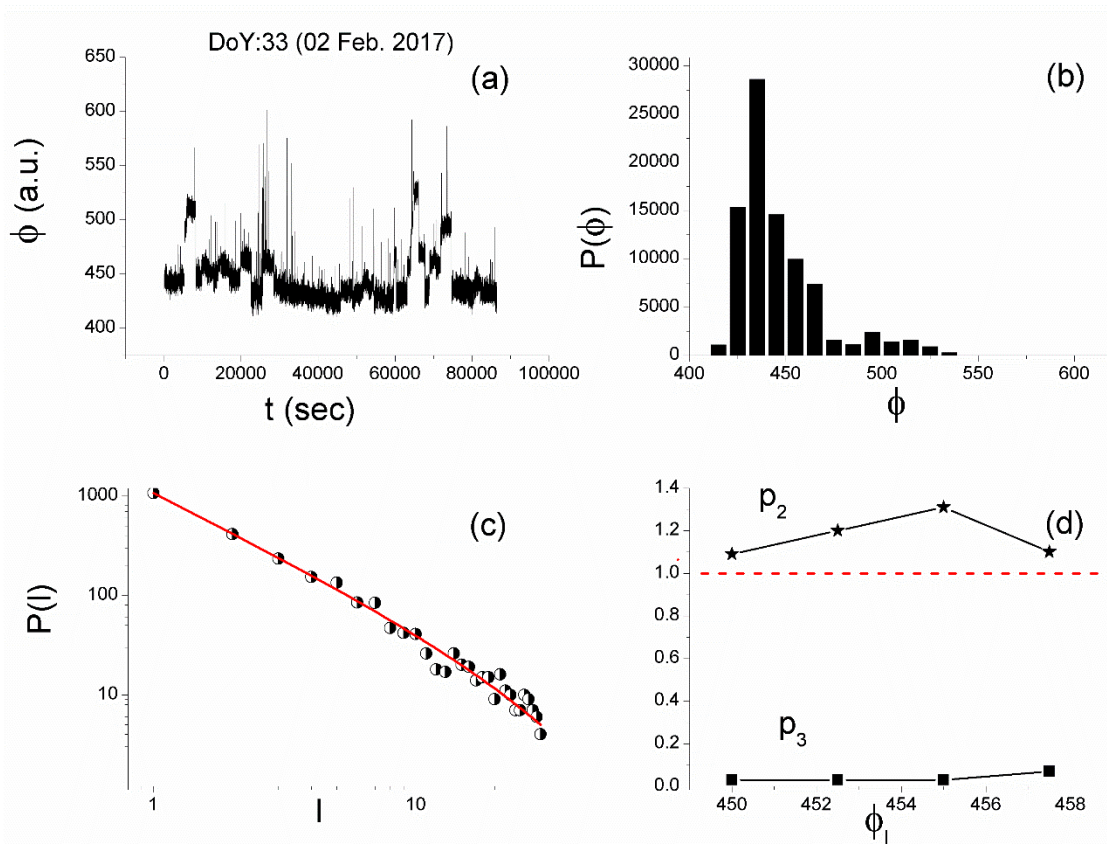 DoY:33 (02 Feb. 2017)
(a)
650
600
550
500
450
400
ϕ (a.u.)
0 20000 40000 60000 80000 100000
t (sec)
(b)
30000
25000
20000
15000
10000
5000
0
P(ϕ)
400 450 500 550 600
ϕ
(c)
1000
100
10
P(l)
1 10
l
(d)
1.4
1.2
1.0
0.8
0.6
0.4
0.2
0.0
p2
p3
450 452 454 456 458
ϕl